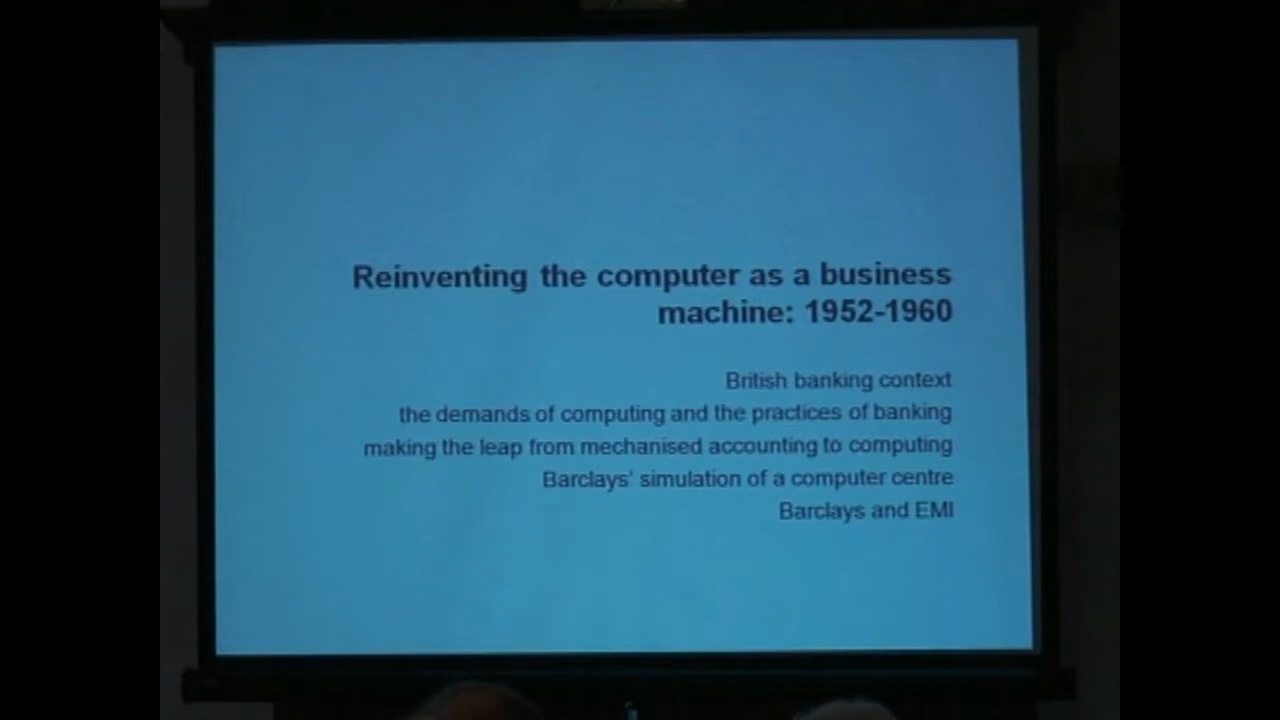 Reinventing the computer as a business
machine: 1952-1960
British banking context
the demands of computing and the practices of banking
making the leap from mechanised accounting to computing
Barclays' simulation of a computer centre
Barclays and EMI